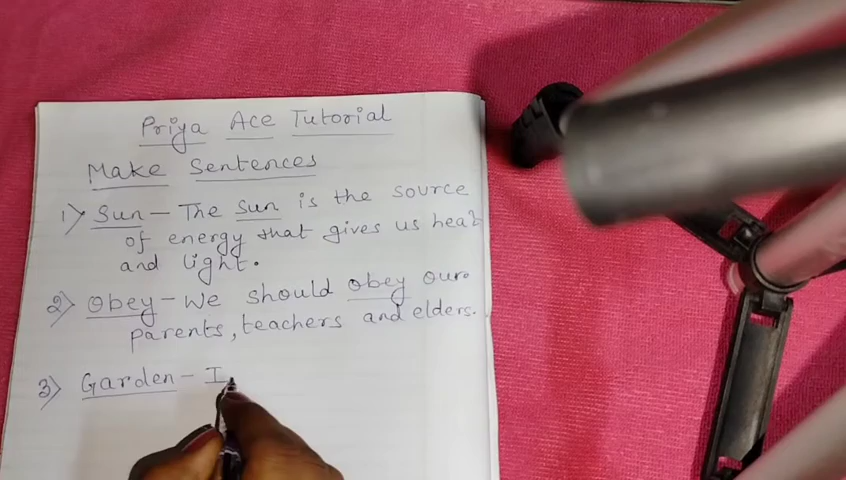 Priya Ace Tutorial
Make Sentences
1) Sun - The sun is the source
of energy that gives us heat
and light.
2) Obey - We should obey our
parents, teachers and elders.
3) Garden - I